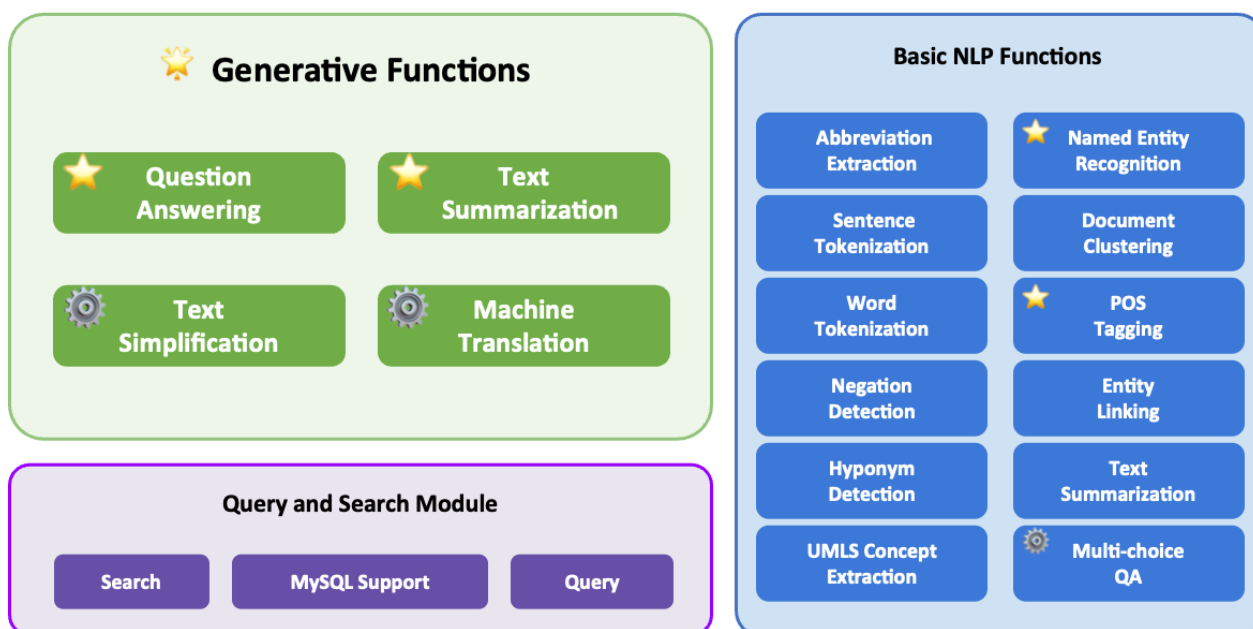 Generative Functions
Question
Answering
Text
Summarization
Text
Simplification
Machine
Translation
Query and Search Module
Search
MySQL Support
Query
Basic NLP Functions
Abbreviation
Extraction
Named Entity
Recognition
Sentence
Tokenization
Document
Clustering
Word
Tokenization
POS
Tagging
Negation
Detection
Entity
Linking
Hyponym
Detection
Text
Summarization
UMLS Concept
Extraction
Multi-choice
QA